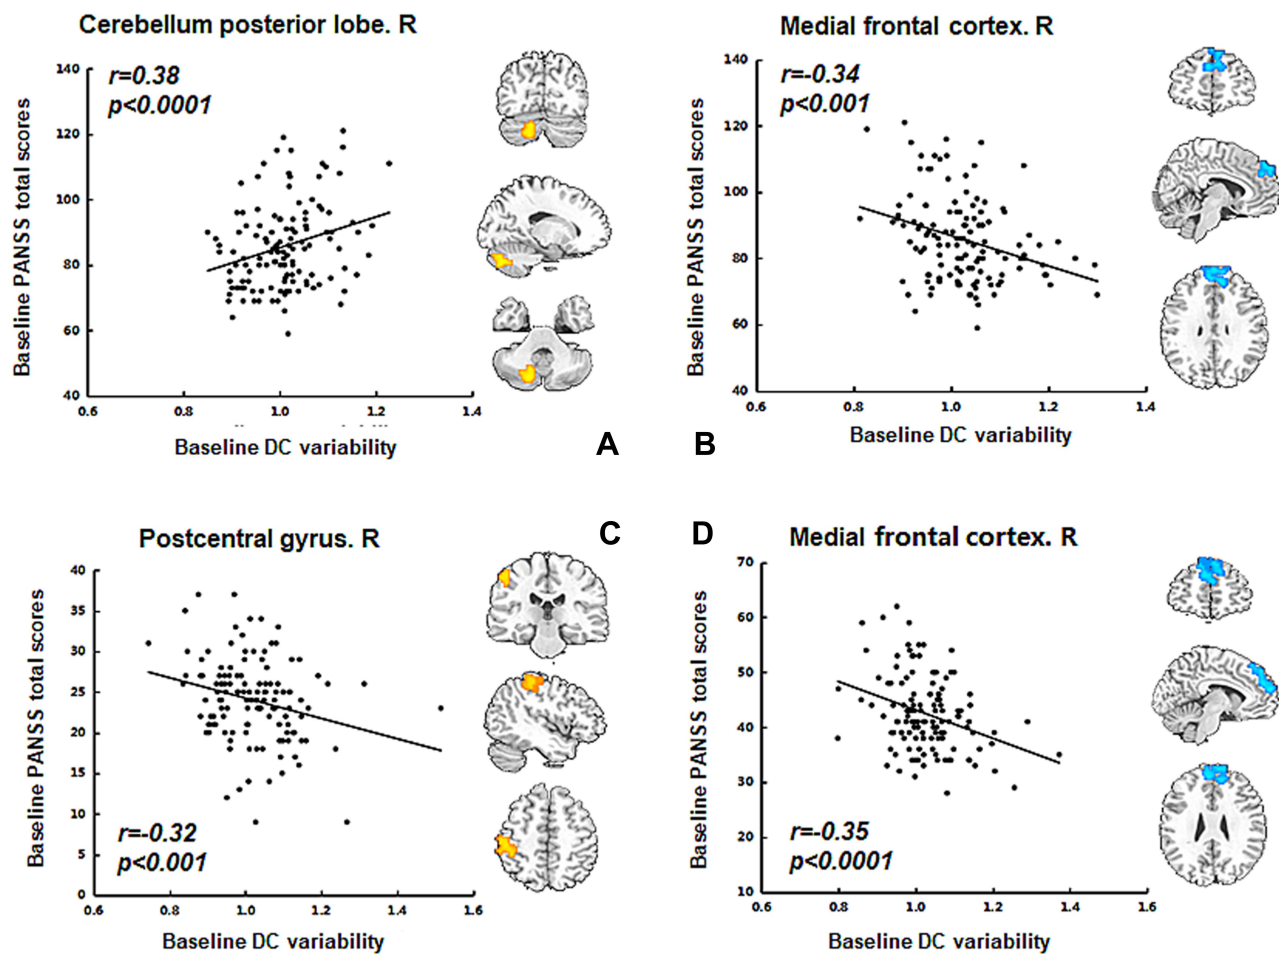 Cerebellum posterior lobe. R
r=0.38
p<0.0001
Baseline PANSS total scores
140
120
100
80
60
40
0.6 0.8 1.0 1.2 1.4
Baseline DC variability
A
Medial frontal cortex. R
r=-0.34
p<0.001
Baseline PANSS total scores
140
120
100
80
60
40
0.6 0.8 1.0 1.2 1.4
Baseline DC variability
B
Postcentral gyrus. R
C
Baseline PANSS total scores
40
35
30
25
20
15
10
5
0
r=-0.32
p<0.001
0.6 0.8 1.0 1.2 1.4 1.6
Baseline DC variability
D
Medial frontal cortex. R
Baseline PANSS total scores
70
60
50
40
30
20
10
r=-0.35
p<0.0001
0.6 0.8 1.0 1.2 1.4 1.6
Baseline DC variability